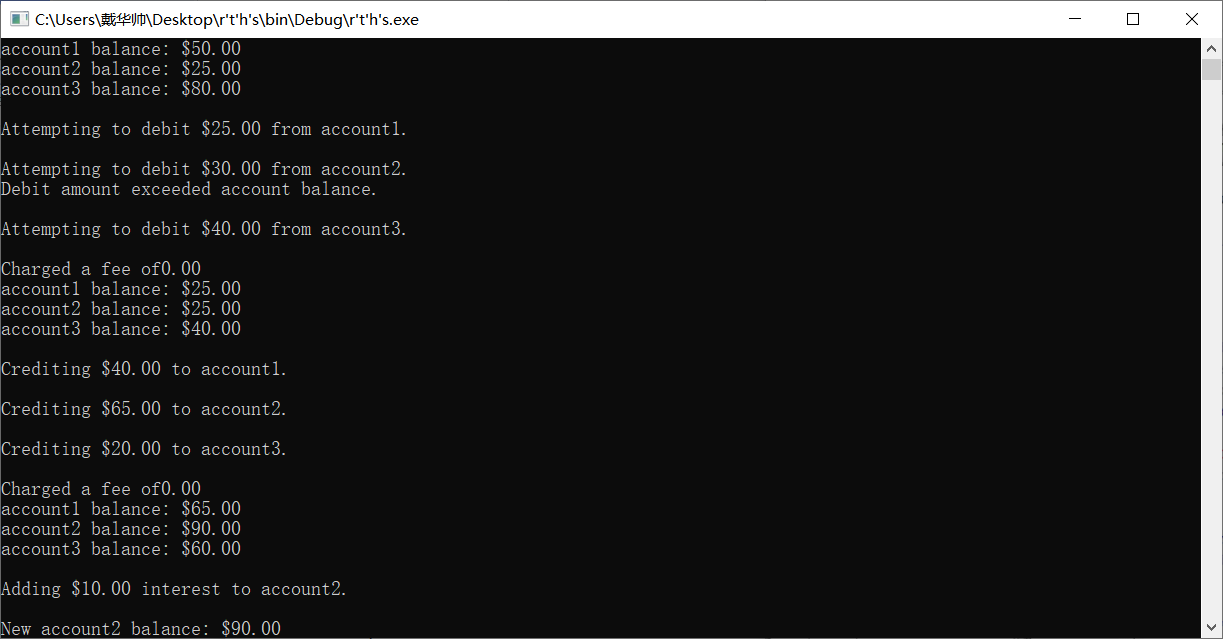 C:\Users\戴华帅\Desktop\r't'h's\bin\Debug\r't'h's.exe
account1 balance: $50.00
account2 balance: $25.00
account3 balance: $80.00
Attempting to debit $25.00 from account1.
Attempting to debit $30.00 from account2.
Debit amount exceeded account balance.
Attempting to debit $40.00 from account3.
Charged a fee of0.00
account1 balance: $25.00
account2 balance: $25.00
account3 balance: $40.00
Crediting $40.00 to account1.
Crediting $65.00 to account2.
Crediting $20.00 to account3.
Charged a fee of0.00
account1 balance: $65.00
account2 balance: $90.00
account3 balance: $60.00
Adding $10.00 interest to account2.
New account2 balance: $90.00